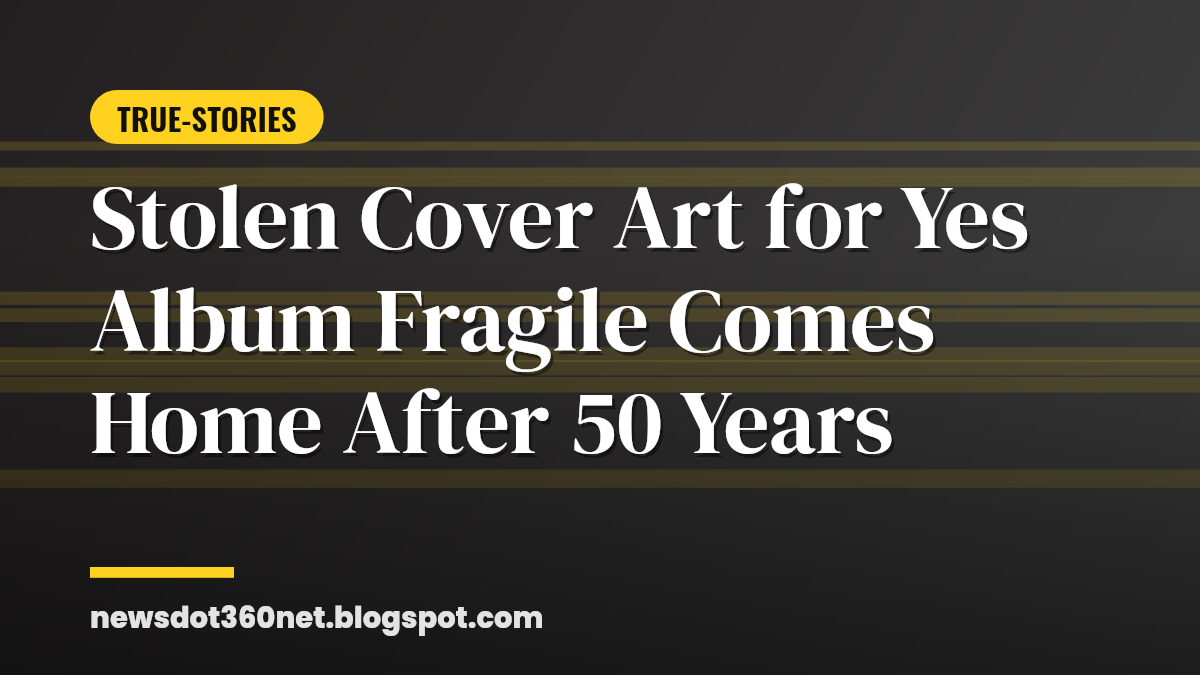 TRUE-STORIES
Stolen Cover Art for Yes
Album Fragile Comes
Home After 50 Years
newsdot360net.blogspot.com